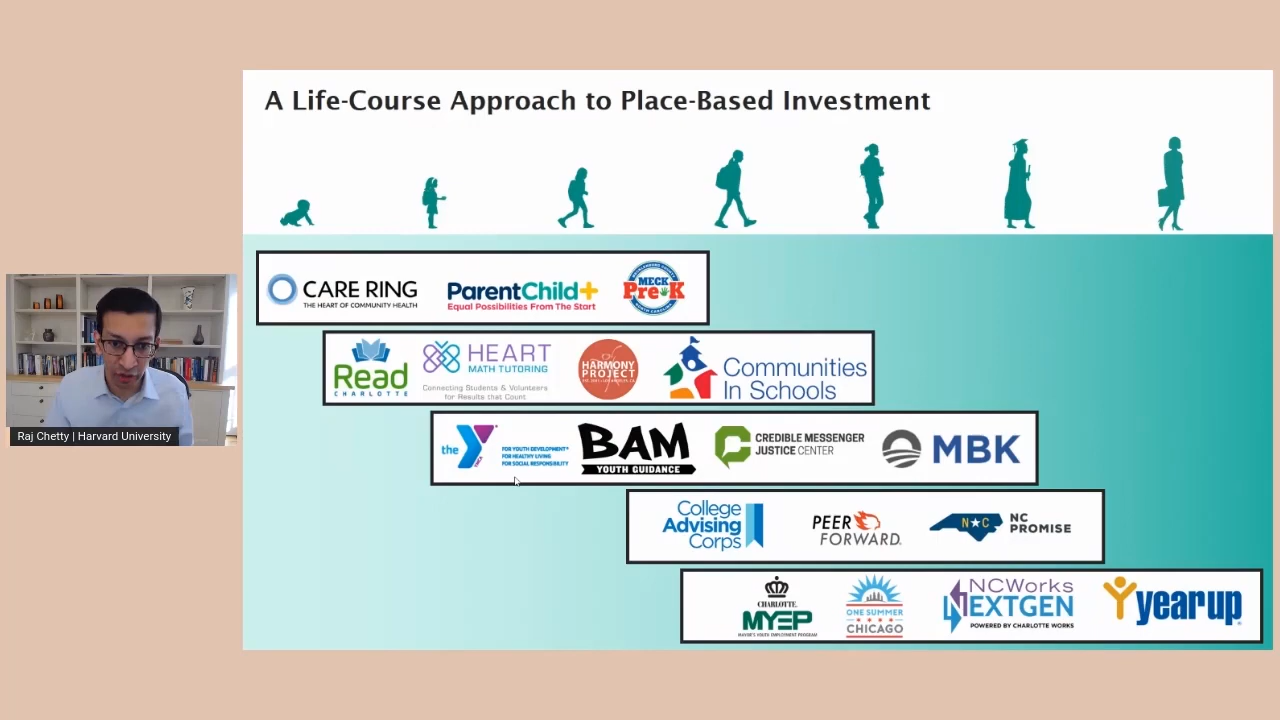 A Life-Course Approach to Place-Based Investment
CARE RING
THE HEART OF COMMUNITY HEALTH
ParentChild+
Equal Possibilities From The Start
MECK
Pre-K
Read
CHARLOTTE
HEART
MATH TUTORING
Connecting Students & Volunteers
for Results that Count
HARMONY
PROJECT
Communities
In Schools
the Y
FOR YOUTH DEVELOPMENT®
FOR HEALTHY LIVING
FOR SOCIAL RESPONSIBILITY
BAM
YOUTH GUIDANCE
CREDIBLE MESSENGER
JUSTICE CENTER
MBK
Raj Chetty | Harvard University
College
Advising
Corps
PEER
FORWARD.
N★C
NC
PROMISE
CHARLOTTE.
MYEP
MAYOR'S YOUTH EMPLOYMENT PROGRAM
ONE SUMMER
CHICAGO
NCWorks
NEXTGEN
POWERED BY CHARLOTTE WORKS
year up